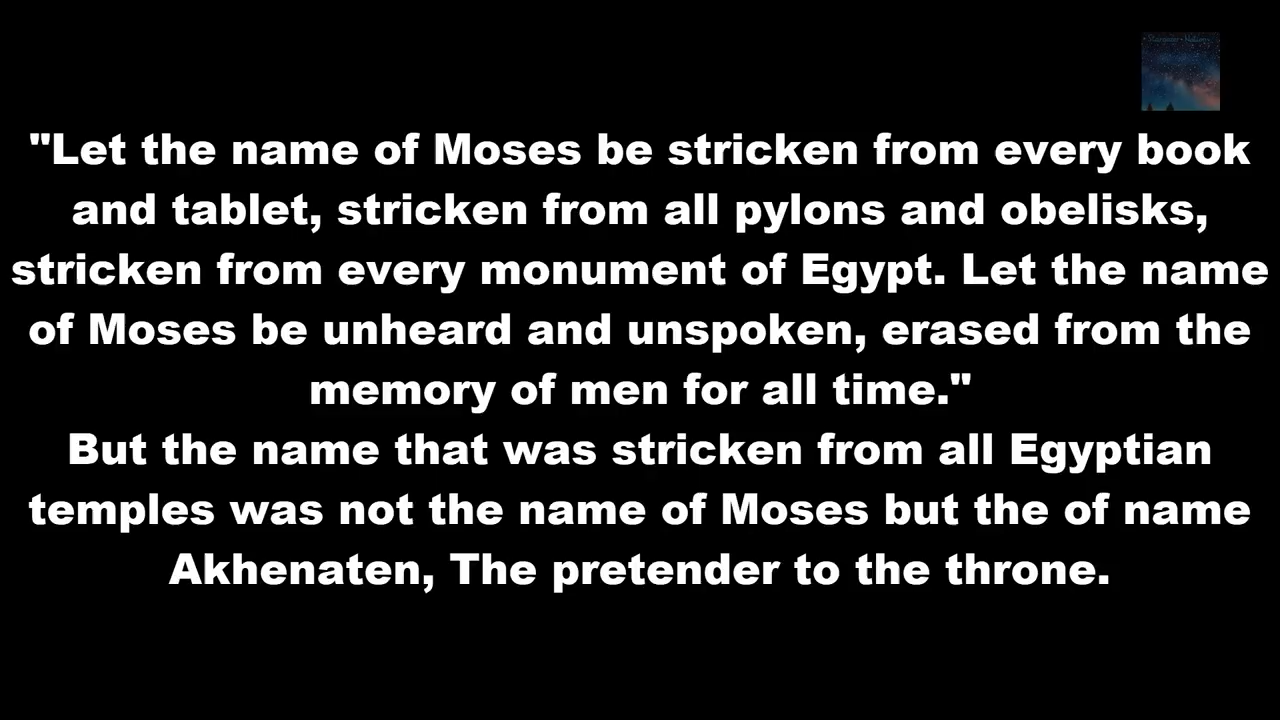 "Let the name of Moses be stricken from every book
and tablet, stricken from all pylons and obelisks,
stricken from every monument of Egypt. Let the name
of Moses be unheard and unspoken, erased from the
memory of men for all time."
But the name that was stricken from all Egyptian
temples was not the name of Moses but the of name
Akhenaten, The pretender to the throne.